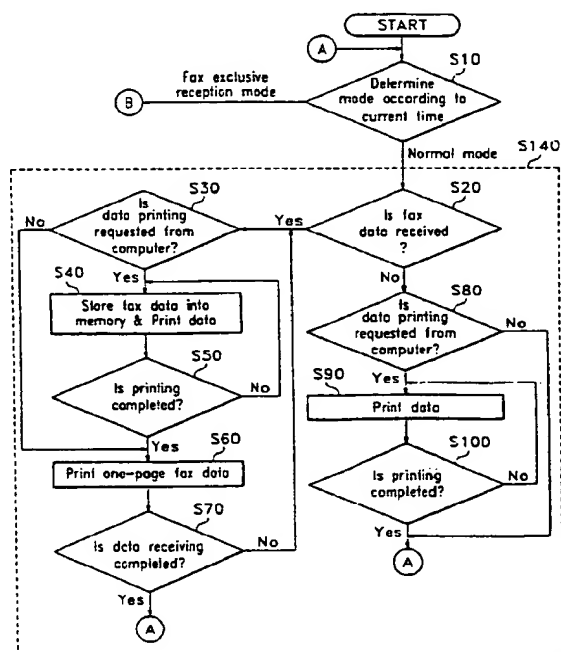 START
A
S10
Fax exclusive
reception mode
B
Determine
mode according to
current time
Normal mode
S140
S30
Is
data printing
requested from
computer?
No
Yes
S20
Is fax
data received
?
Yes
No
S40
Store fax data into
memory & Print data
S50
Is printing
completed?
No
Yes
S60
Print one-page fax data
S70
Is data receiving
completed?
No
Yes
A
S80
Is
data printing
requested from
computer?
No
Yes
S90
Print data
S100
Is printing
completed?
No
Yes
A